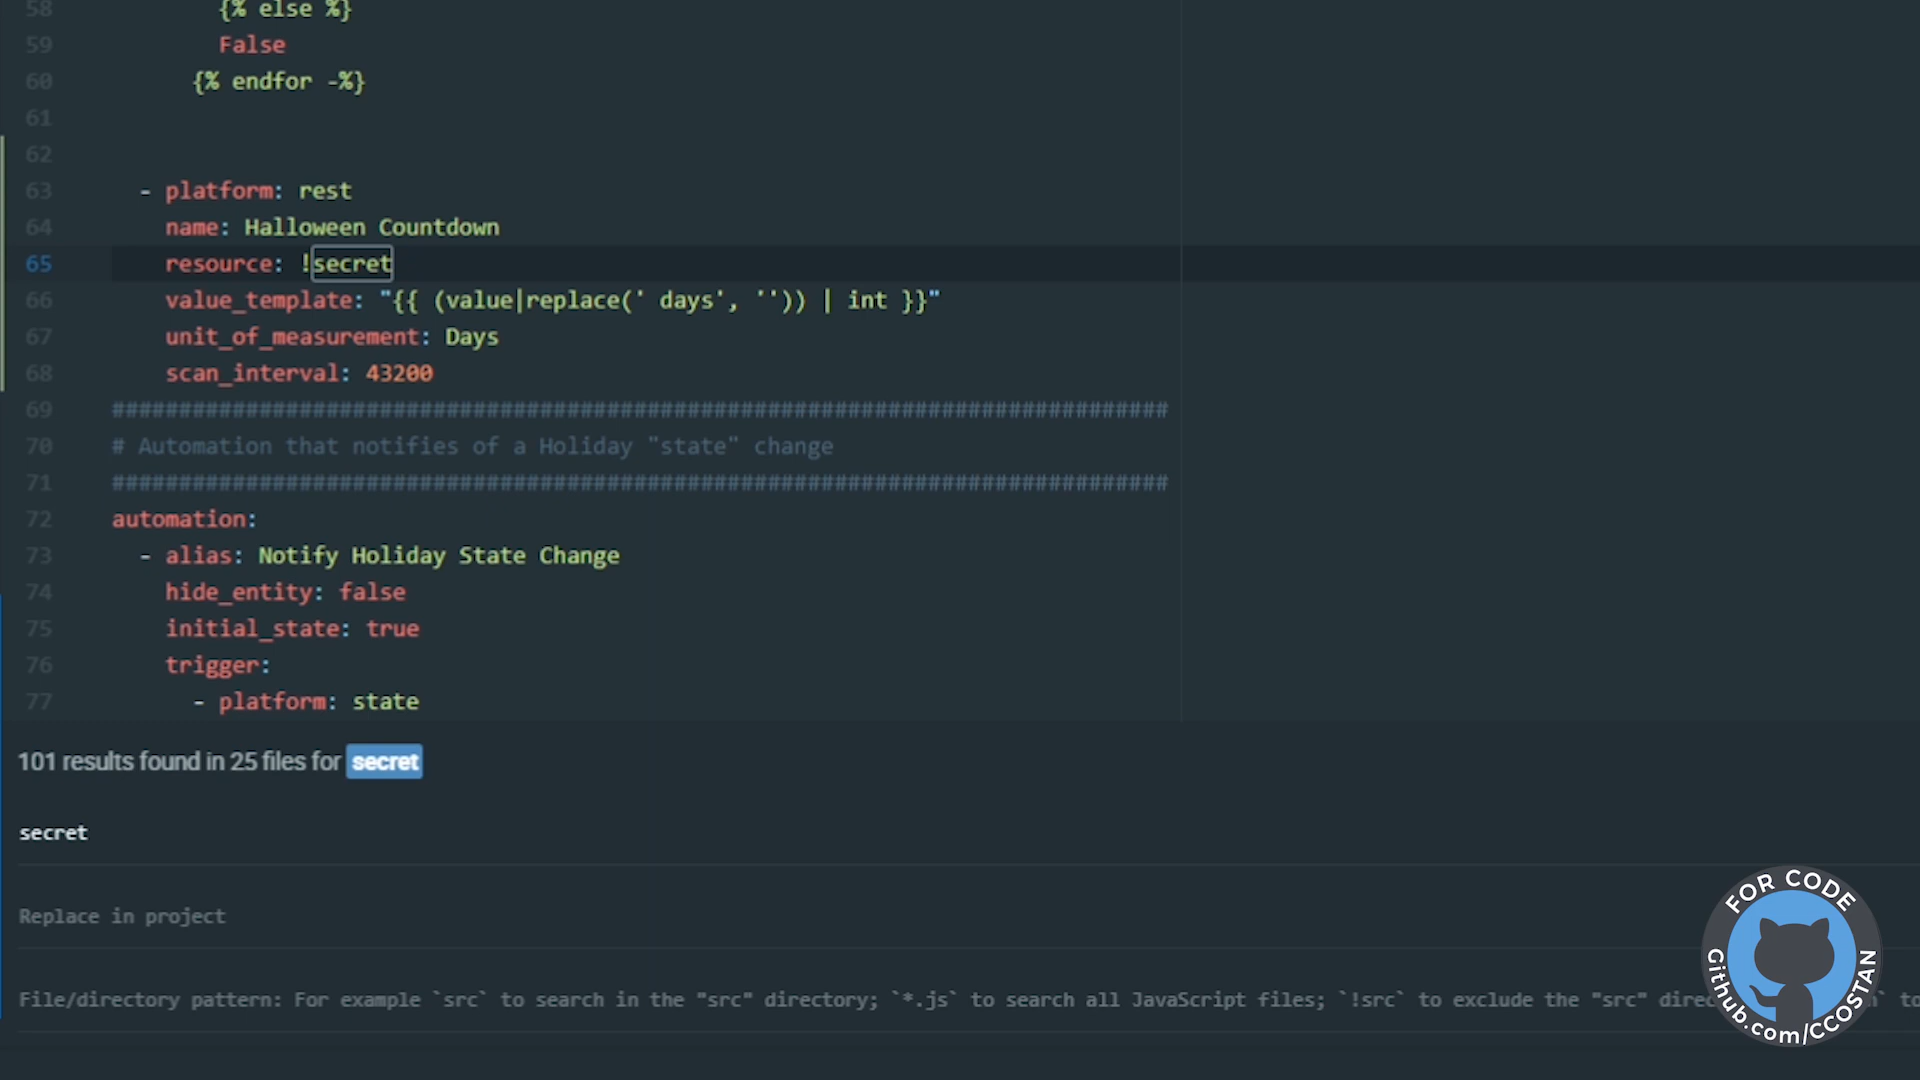 58 {% else %}
59 False
60 {% endfor -%}
61
62
63 - platform: rest
64 name: Halloween Countdown
65 resource: !secret
66 value_template: "{{ (value|replace(' days', '')) | int }}"
67 unit_of_measurement: Days
68 scan_interval: 43200
69 ###############################################################################
70 # Automation that notifies of a Holiday "state" change
71 ###############################################################################
72 automation:
73 - alias: Notify Holiday State Change
74 hide_entity: false
75 initial_state: true
76 trigger:
77 - platform: state
101 results found in 25 files for secret
secret
Replace in project
File/directory pattern: For example `src` to search in the "src" directory; `*.js` to search all JavaScript files; `!src` to exclude the "src" direc
FOR CODE
Github.com/CCOSTAN